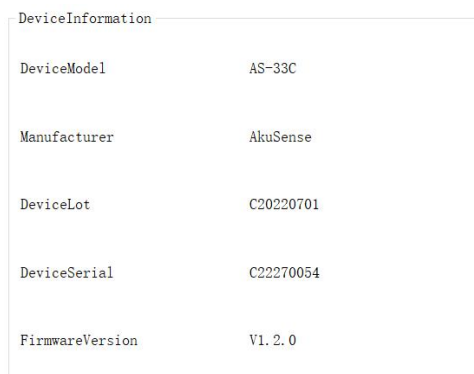 DeviceInformation
DeviceModel AS-33C
Manufacturer AkuSense
DeviceLot C20220701
DeviceSerial C22270054
FirmwareVersion V1.2.0